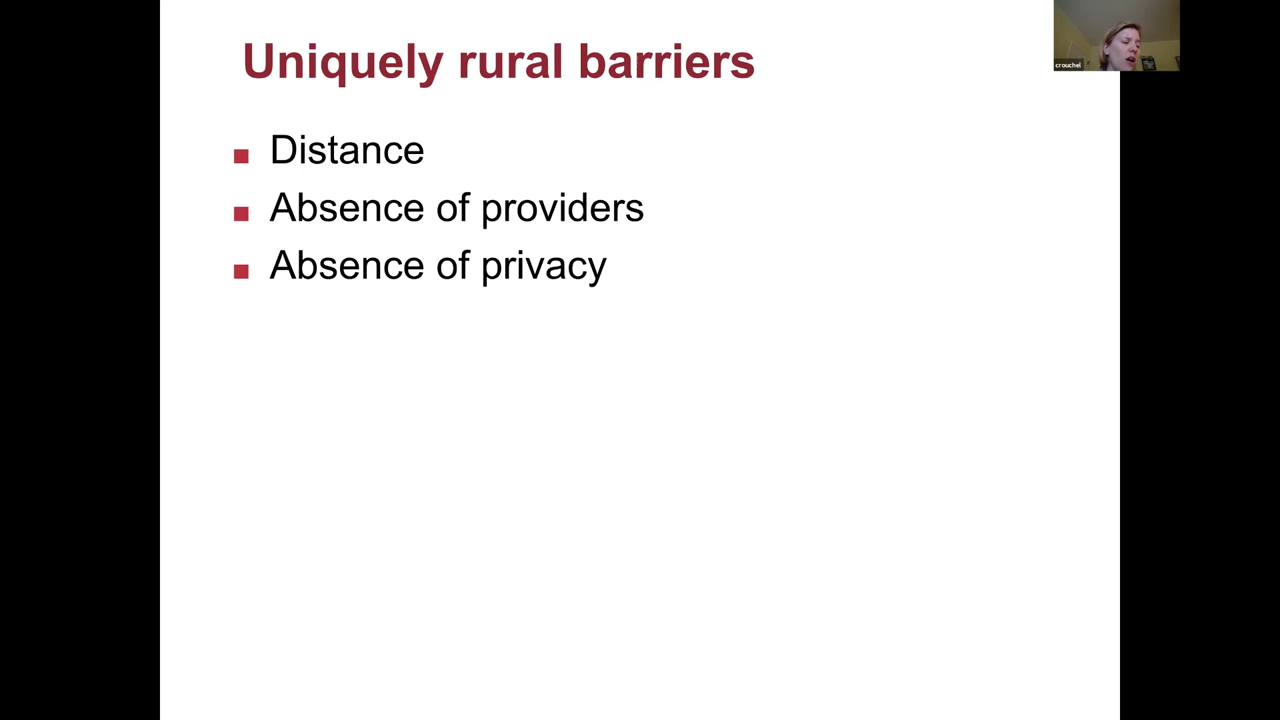 Uniquely rural barriers
Distance
Absence of providers
Absence of privacy
crouchel